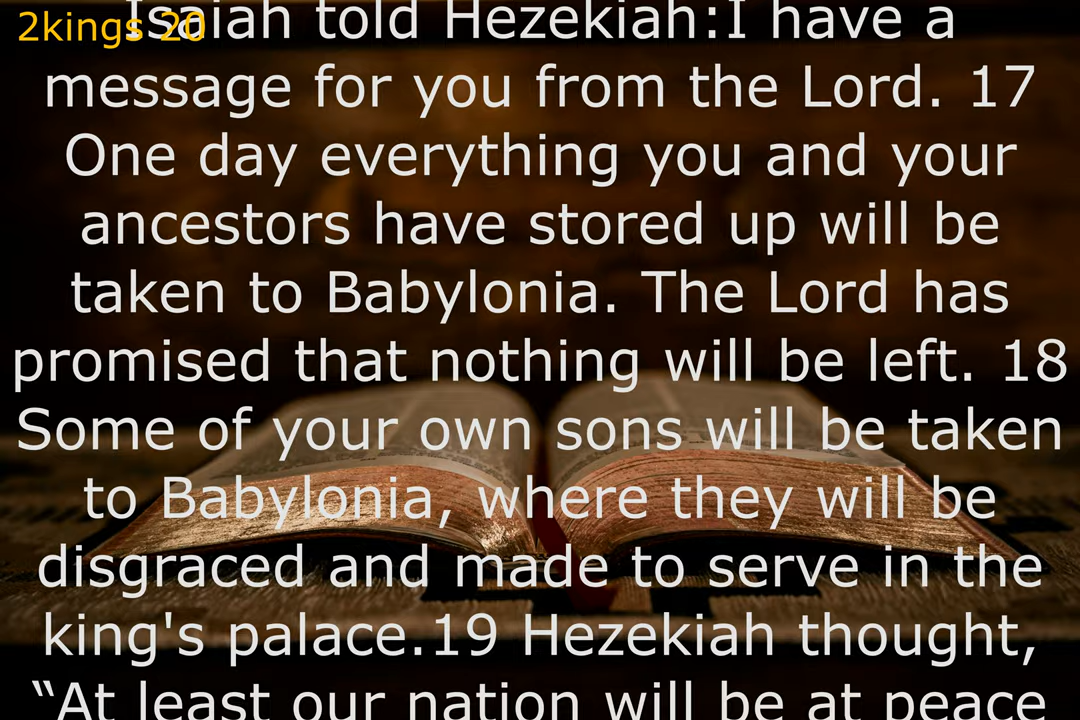 2kings 20
Isaiah told Hezekiah:I have a
message for you from the Lord. 17
One day everything you and your
ancestors have stored up will be
taken to Babylonia. The Lord has
promised that nothing will be left. 18
Some of your own sons will be taken
to Babylonia, where they will be
disgraced and made to serve in the
king's palace.19 Hezekiah thought,
“At least our nation will be at peace